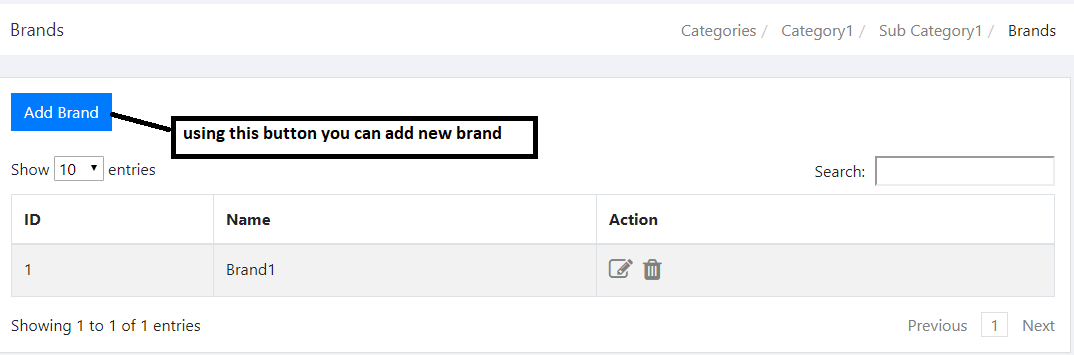 Brands
Categories / Category1 / Sub Category1 / Brands
Add Brand
using this button you can add new brand
Show 10 entries
Search:
ID Name Action
1 Brand1
Showing 1 to 1 of 1 entries
Previous 1 Next